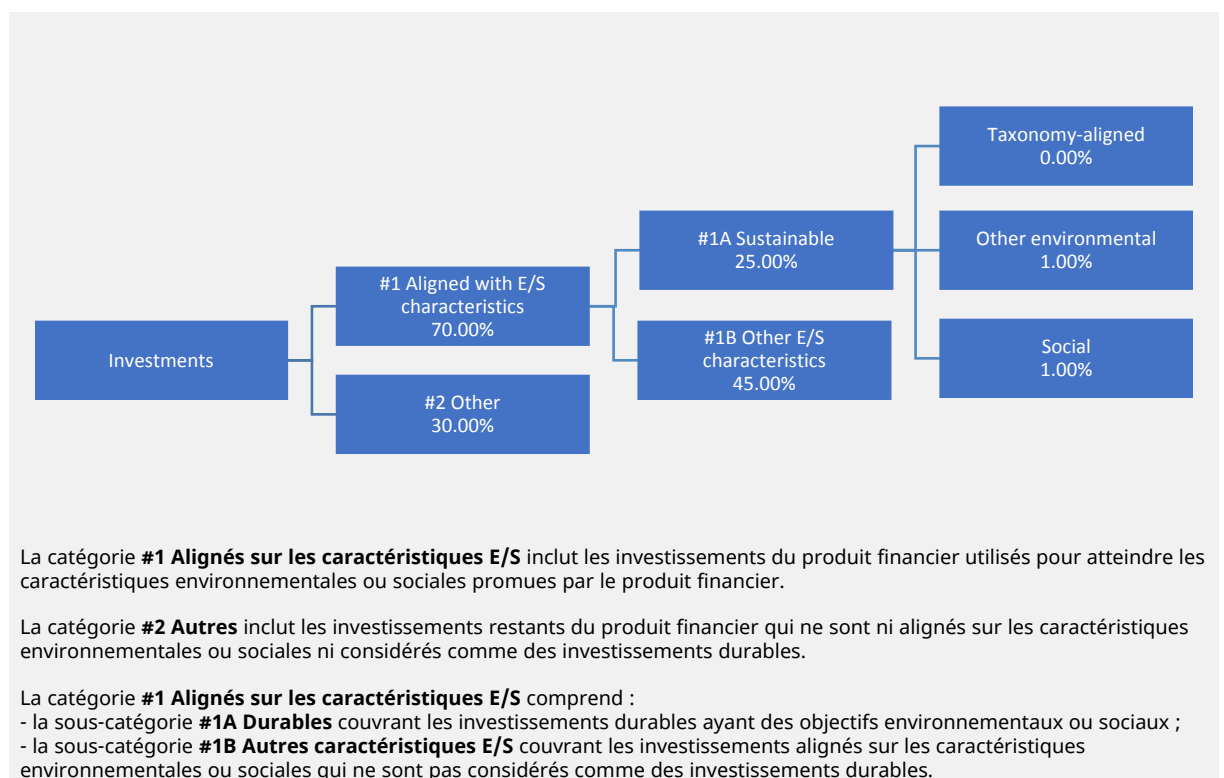 Taxonomy-aligned
0.00%
#1A Sustainable
25.00%
Other environmental
1.00%
#1 Aligned with E/S
characteristics
70.00%
#1B Other E/S
characteristics
45.00%
Investments
Social
1.00%
#2 Other
30.00%
La catégorie #1 Alignés sur les caractéristiques E/S inclut les investissements du produit financier utilisés pour atteindre les
caractéristiques environnementales ou sociales promues par le produit financier.
La catégorie #2 Autres inclut les investissements restants du produit financier qui ne sont ni alignés sur les caractéristiques
environnementales ou sociales ni considérés comme des investissements durables.
La catégorie #1 Alignés sur les caractéristiques E/S comprend :
- la sous-catégorie #1A Durables couvrant les investissements durables ayant des objectifs environnementaux ou sociaux ;
- la sous-catégorie #1B Autres caractéristiques E/S couvrant les investissements alignés sur les caractéristiques
environnementales ou sociales qui ne sont pas considérés comme des investissements durables.